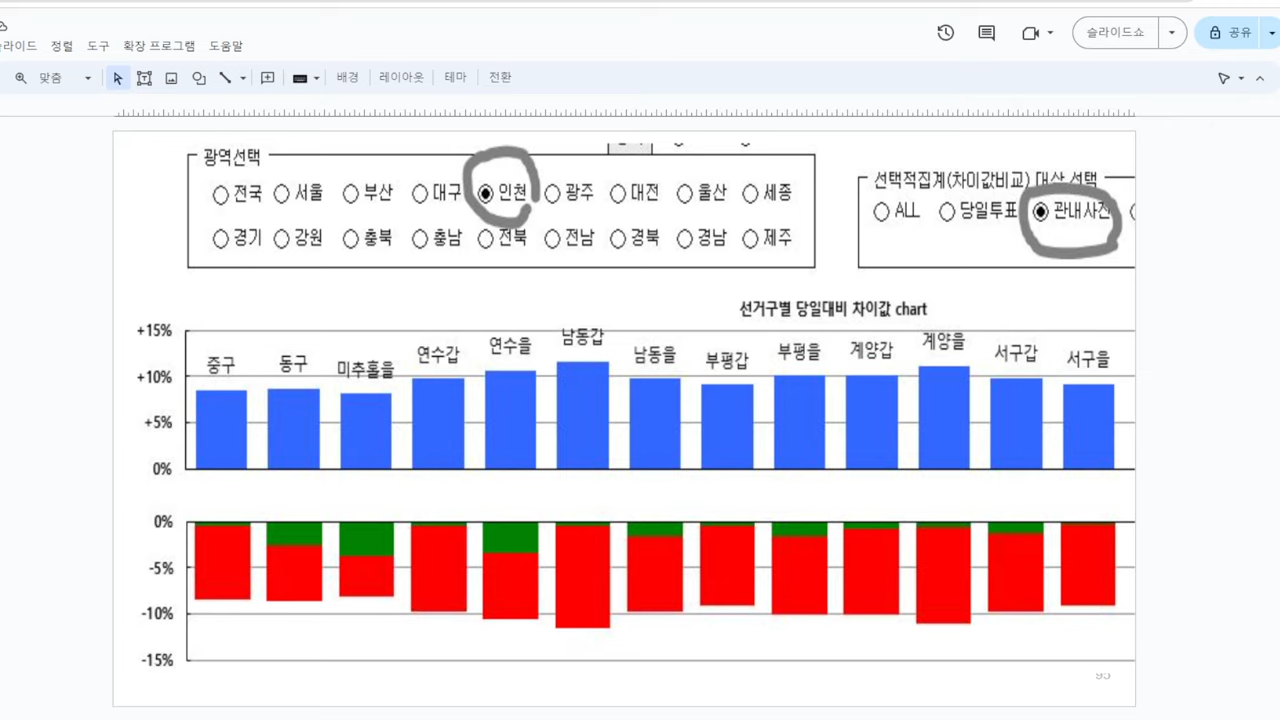 슬라이드쇼
공유
라이드 정렬 도구 확장 프로그램 도움말
맞춤 배경 레이아웃 테마 전환
광역선택
전국 서울 부산 대구 인천 광주 대전 울산 세종
경기 강원 충북 충남 전북 전남 경북 경남 제주
선택적집계(차이값비교) 대상 선택
ALL 당일투표 관내사전
선거구별 당일대비 차이값 chart
+15%
+10%
+5%
0%
중구 동구 미추홀을 연수갑 연수을 남동갑 남동을 부평갑 부평을 계양갑 계양을 서구갑 서구을
0%
-5%
-10%
-15%
95